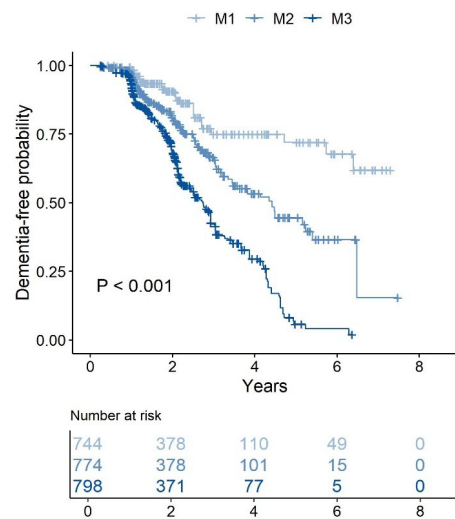 M1 M2 M3
1.00
0.75
0.50
0.25
0.00
Dementia-free probability
P < 0.001
0 2 4 6 8
Years
Number at risk
744 378 110 49 0
774 378 101 15 0
798 371 77 5 0
0 2 4 6 8